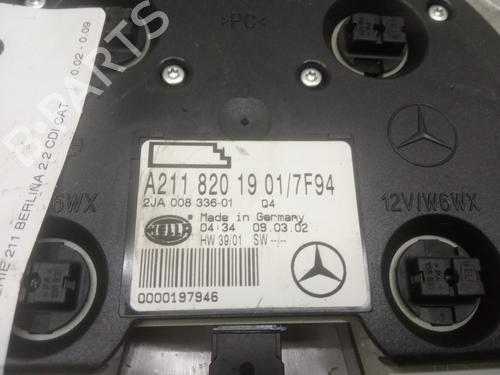 >PC<
B-PARTS
SERIE 211 BERLINA 2.2 CDI CAT
0.02 - 0.09
A211 820 19 01/7F94
2JA 008 336-01 Q4
Made in Germany
HELLA
04:34 09.03.02
HW 39/01 SW --/--
0000197946
6WX
12V/W6WX